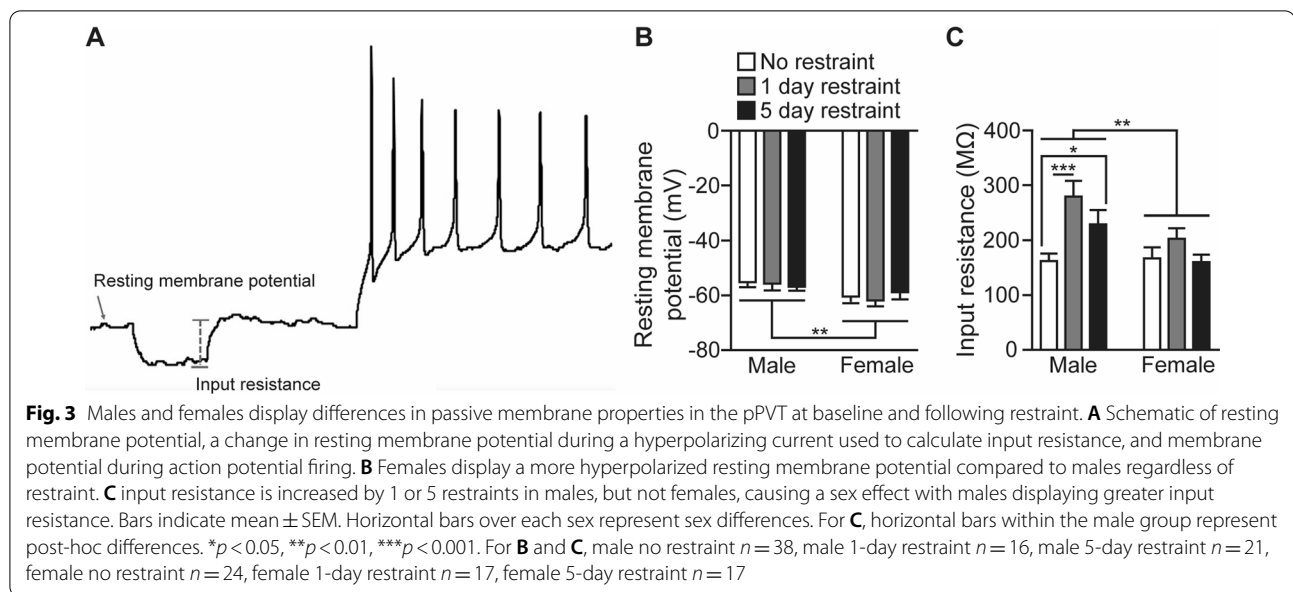 A
Resting membrane potential
Input resistance
B
No restraint
1 day restraint
5 day restraint
Resting membrane
potential (mV)
0
-20
-40
-60
-80
**
Male
Female
C
Input resistance (MΩ)
400
300
200
100
0
**
*
***
Male
Female
Fig. 3 Males and females display differences in passive membrane properties in the pPVT at baseline and following restraint. A Schematic of resting
membrane potential, a change in resting membrane potential during a hyperpolarizing current used to calculate input resistance, and membrane
potential during action potential firing. B Females display a more hyperpolarized resting membrane potential compared to males regardless of
restraint. C input resistance is increased by 1 or 5 restraints in males, but not females, causing a sex effect with males displaying greater input
resistance. Bars indicate mean ± SEM. Horizontal bars over each sex represent sex differences. For C, horizontal bars within the male group represent
post-hoc differences. *p < 0.05, **p < 0.01, ***p < 0.001. For B and C, male no restraint n = 38, male 1-day restraint n = 16, male 5-day restraint n = 21,
female no restraint n = 24, female 1-day restraint n = 17, female 5-day restraint n = 17